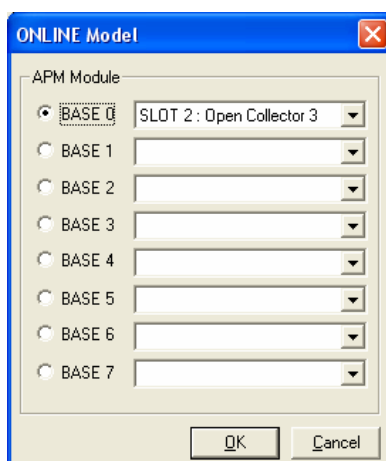 ONLINE Model
APM Module
BASE 0 SLOT 2 : Open Collector 3
BASE 1
BASE 2
BASE 3
BASE 4
BASE 5
BASE 6
BASE 7
OK Cancel